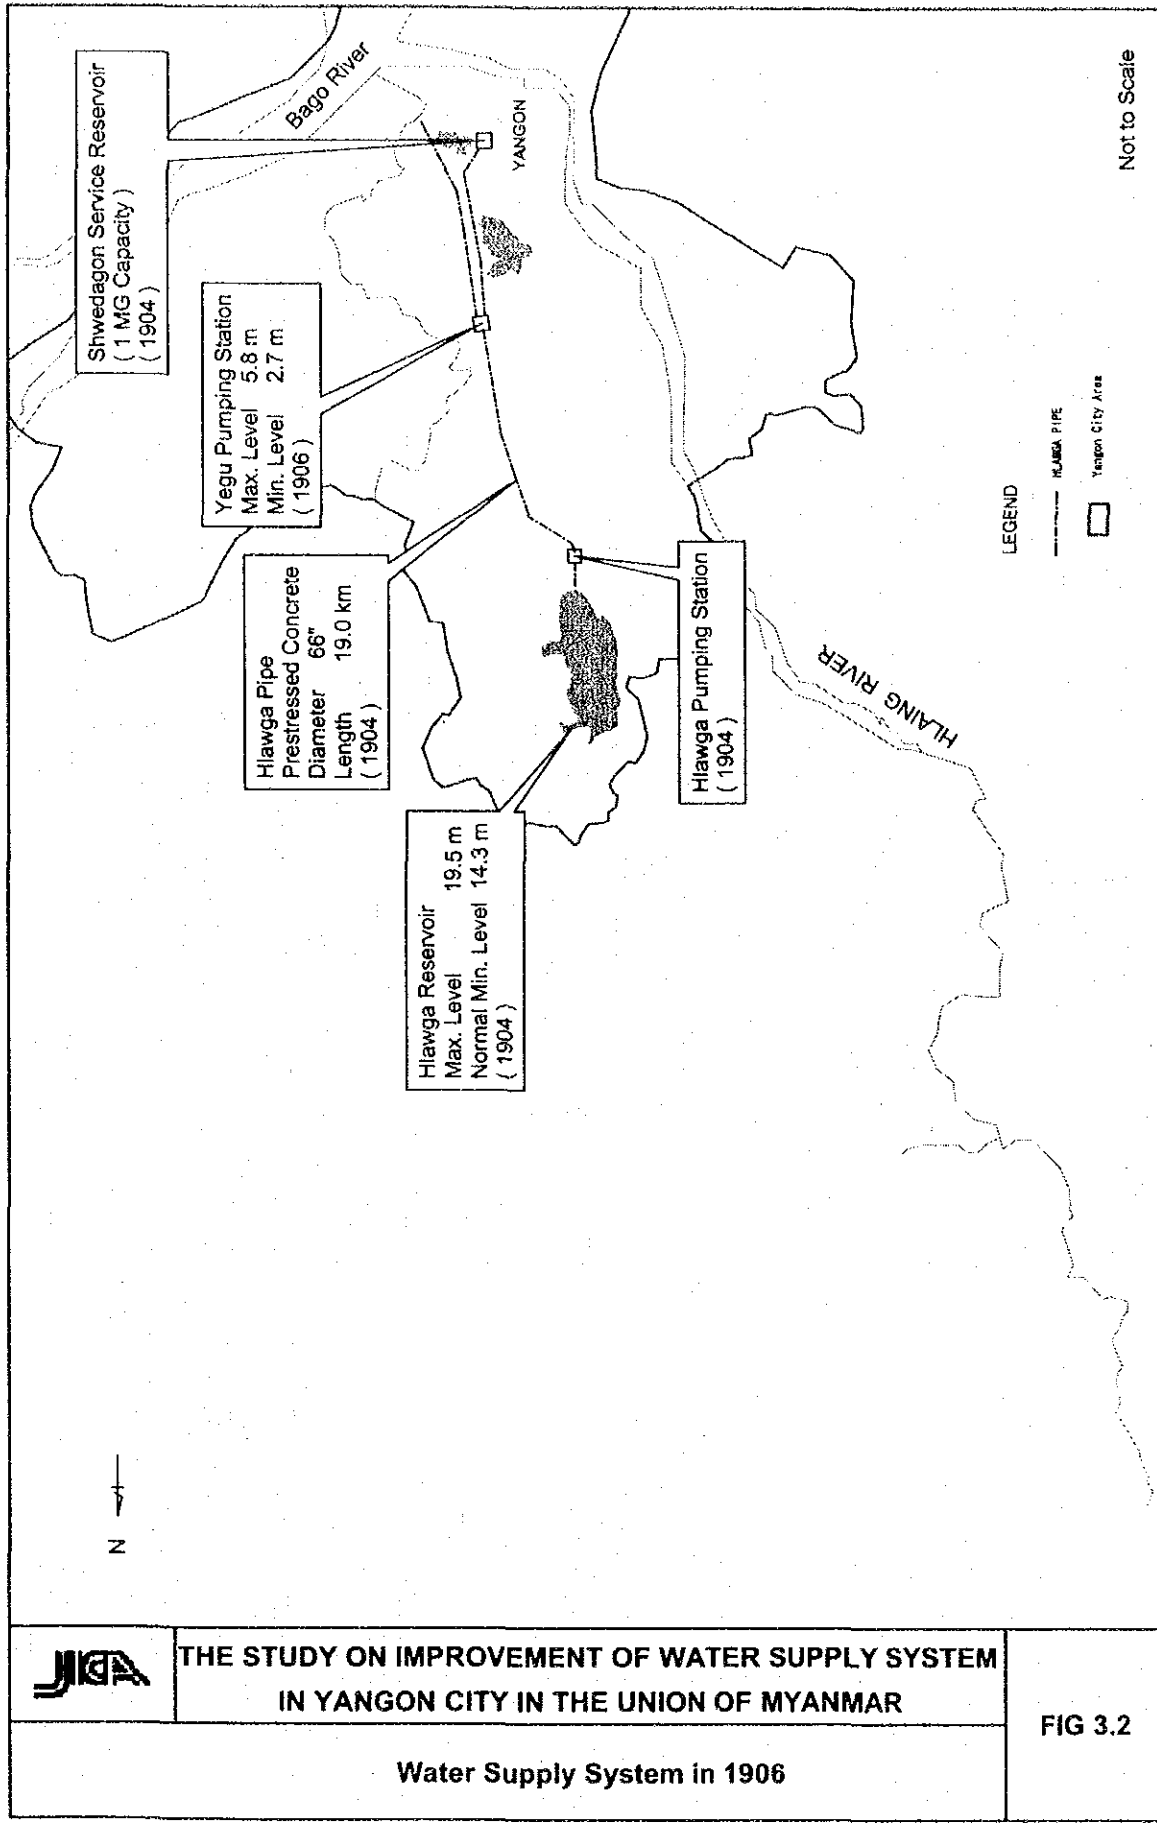 Shwedagon Service Reservoir
( 1 MG Capacity )
( 1904 )
Bago River
YANGON
Yegu Pumping Station
Max. Level 5.8 m
Min. Level 2.7 m
( 1906 )
Hlawga Pipe
Prestressed Concrete
Diameter 66"
Length 19.0 km
( 1904 )
Hlawga Reservoir
Max. Level 19.5 m
Normal Min. Level 14.3 m
( 1904 )
Hlawga Pumping Station
( 1904 )
HLAING RIVER
LEGEND
HLAWGA PIPE
Yangon City Area
Not to Scale
N
JICA
THE STUDY ON IMPROVEMENT OF WATER SUPPLY SYSTEM
IN YANGON CITY IN THE UNION OF MYANMAR
Water Supply System in 1906
FIG 3.2